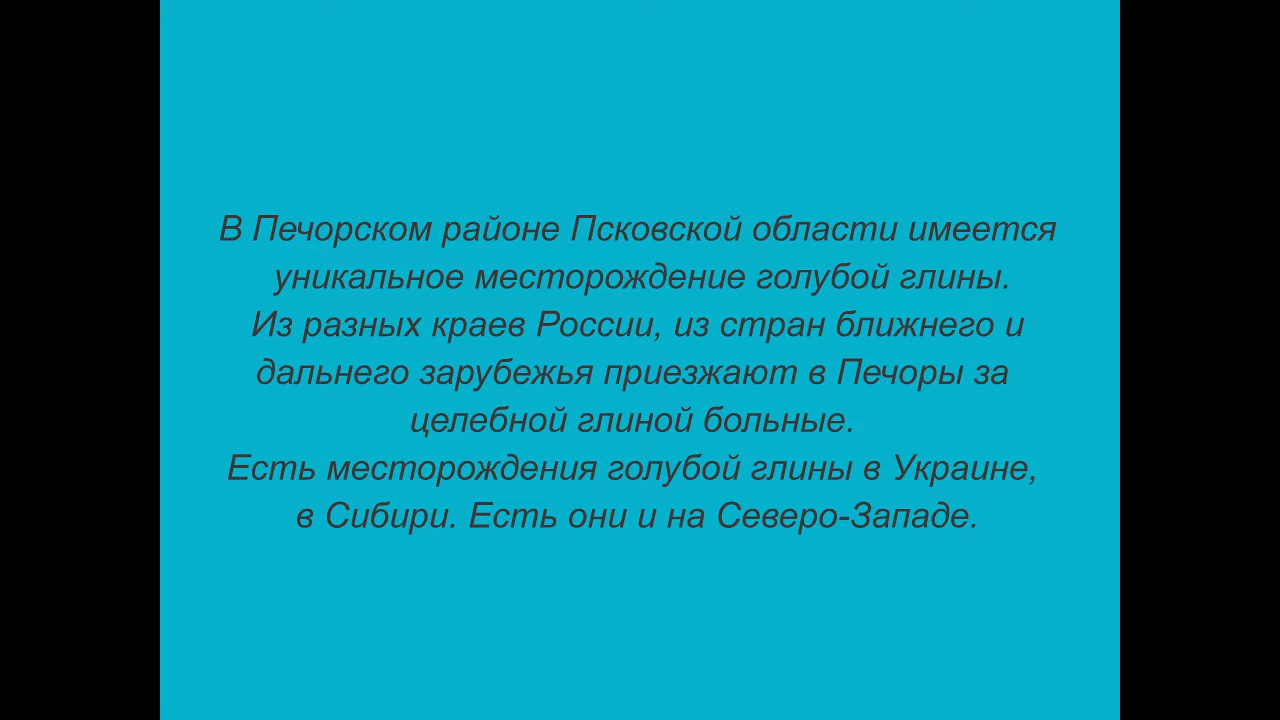 В Печорском районе Псковской области имеется
уникальное месторождение голубой глины.
Из разных краев России, из стран ближнего и
дальнего зарубежья приезжают в Печоры за
целебной глиной больные.
Есть месторождения голубой глины в Украине,
в Сибири. Есть они и на Северо-Западе.